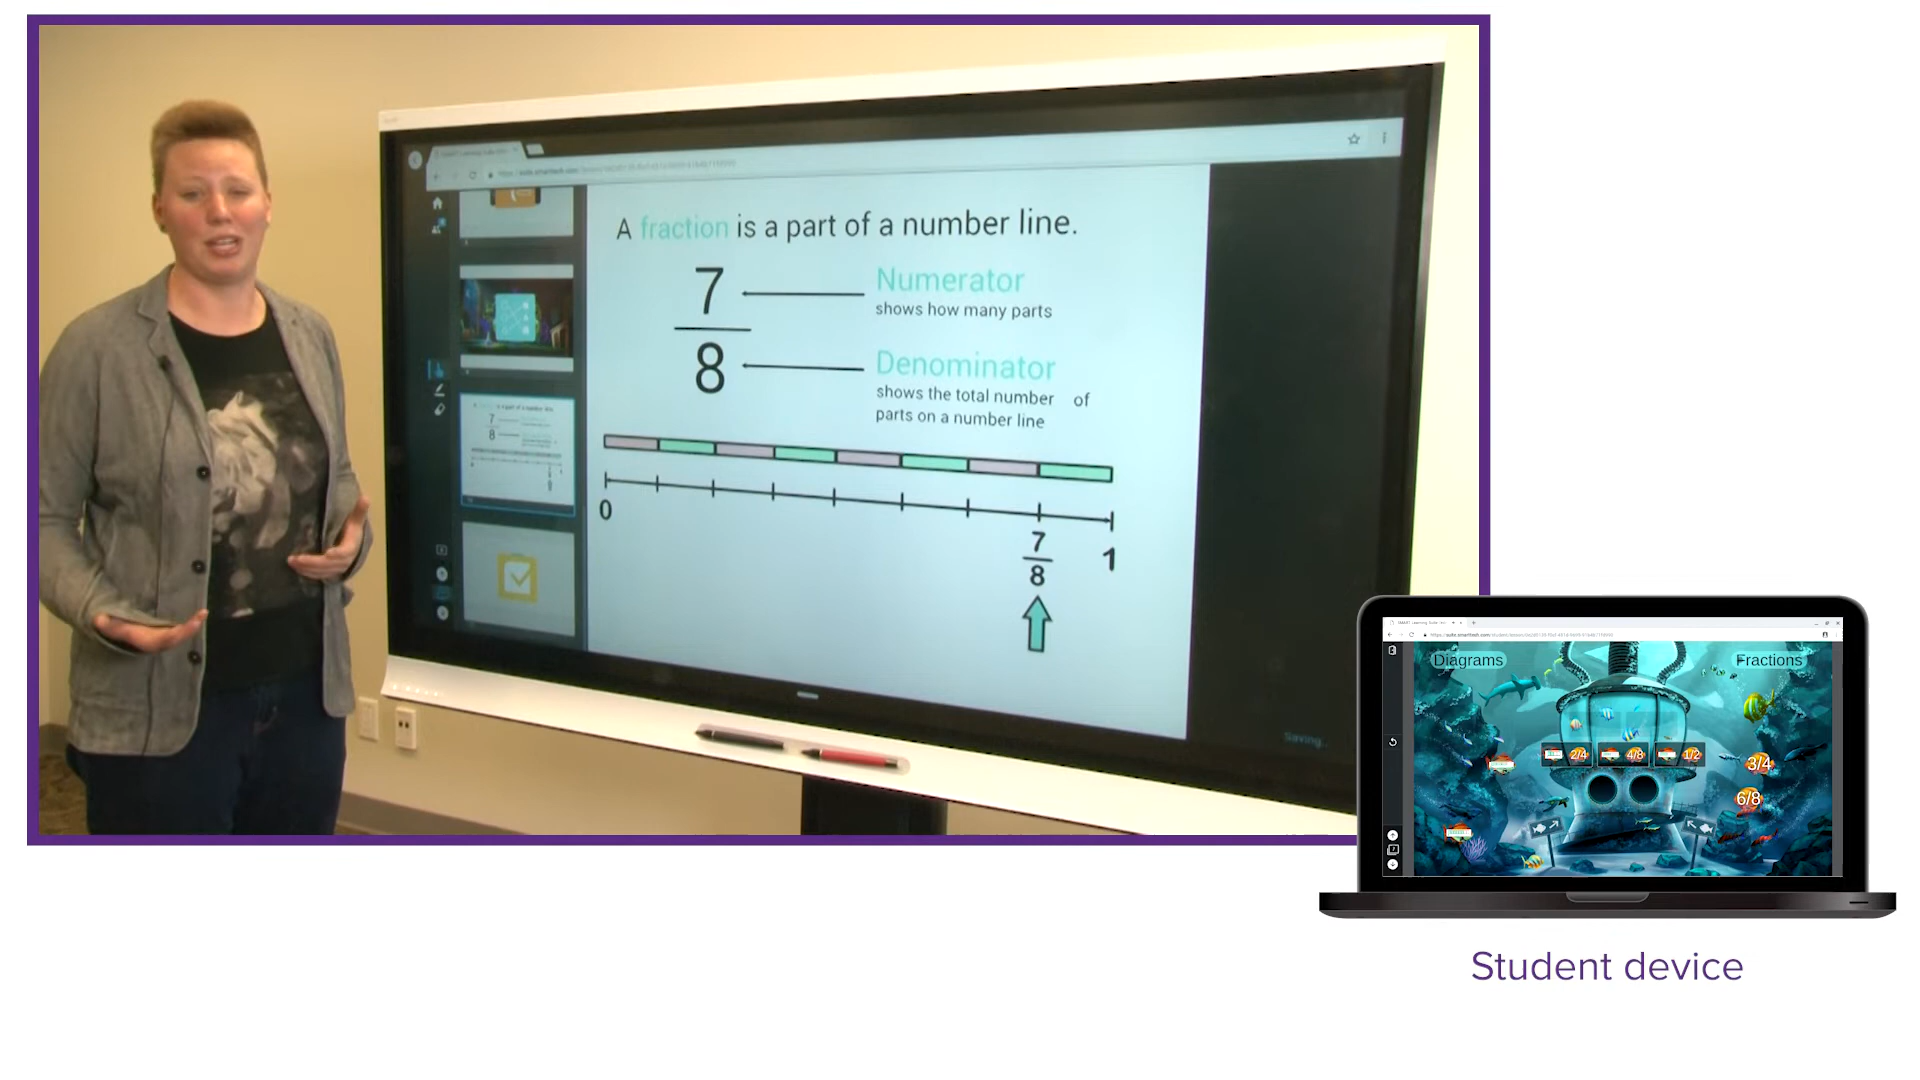 A fraction is a part of a number line.
7
8
Numerator
shows how many parts
Denominator
shows the total number of
parts on a number line
0
7
8
1
Saving..
Diagrams
Fractions
2/4
4/8
1/2
3/4
6/8
Student device